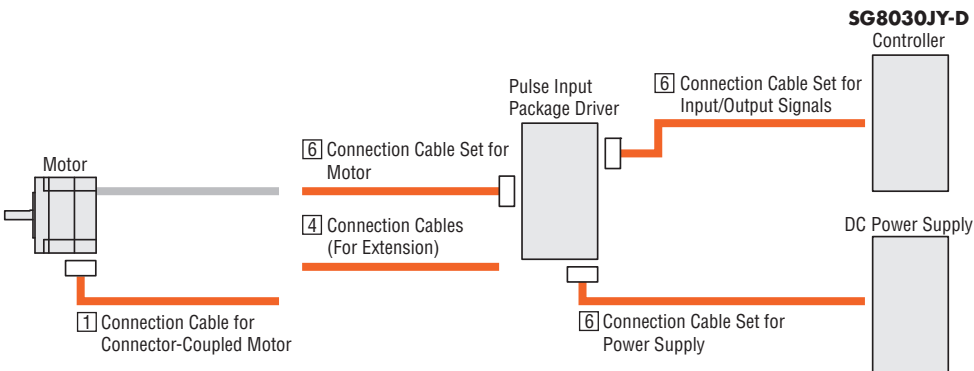 SG8030JY-D
Controller
Pulse Input
Package Driver
6 Connection Cable Set for
Input/Output Signals
6 Connection Cable Set for
Motor
Motor
4 Connection Cables
(For Extension)
DC Power Supply
1 Connection Cable for
Connector-Coupled Motor
6 Connection Cable Set for
Power Supply